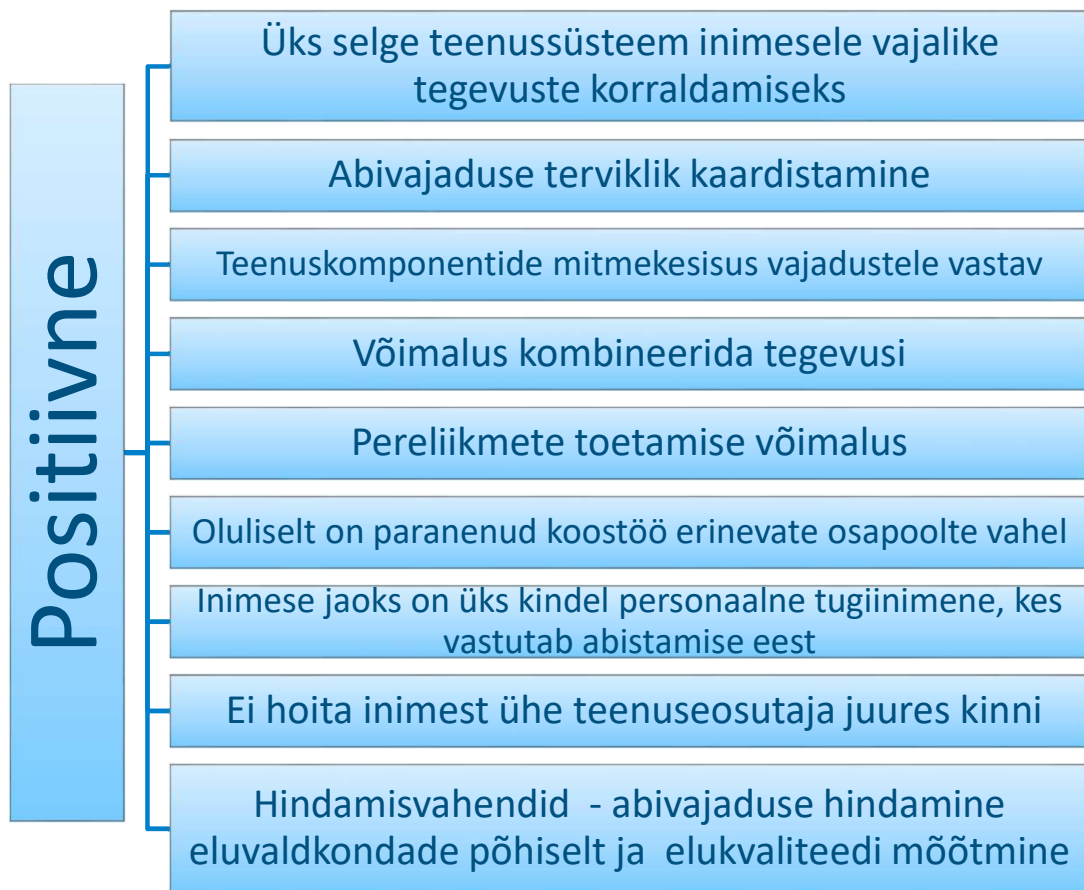 Positiivne
Üks selge teenussüsteem inimesele vajalike
tegevuste korraldamiseks
Abivajaduse terviklik kaardistamine
Teenuskomponentide mitmekesisus vajadustele vastav
Võimalus kombineerida tegevusi
Pereliikmete toetamise võimalus
Oluliselt on paranenud koostöö erinevate osapoolte vahel
Inimese jaoks on üks kindel personaalne tugiinimene, kes
vastutab abistamise eest
Ei hoita inimest ühe teenuseosutaja juures kinni
Hindamisvahendid - abivajaduse hindamine
eluvaldkondade põhiselt ja elukvaliteedi mõõtmine